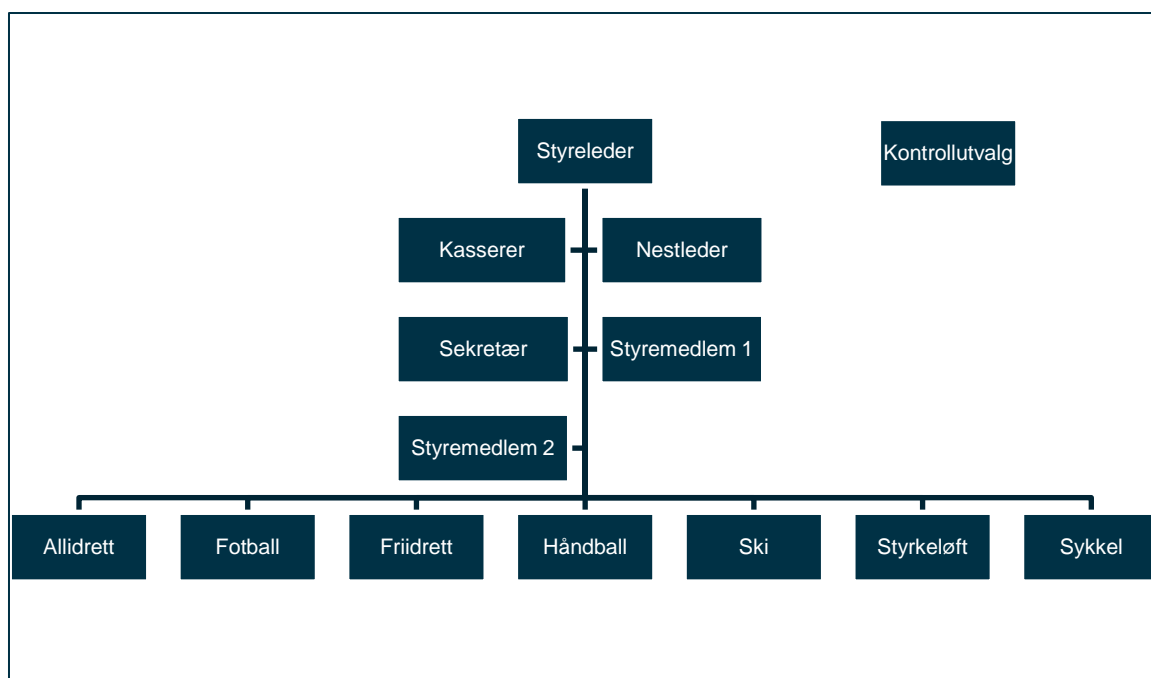 Styreleder
Kontrollutvalg
Kasserer
Nestleder
Sekretær
Styremedlem 1
Styremedlem 2
Allidrett
Fotball
Friidrett
Håndball
Ski
Styrkeløft
Sykkel